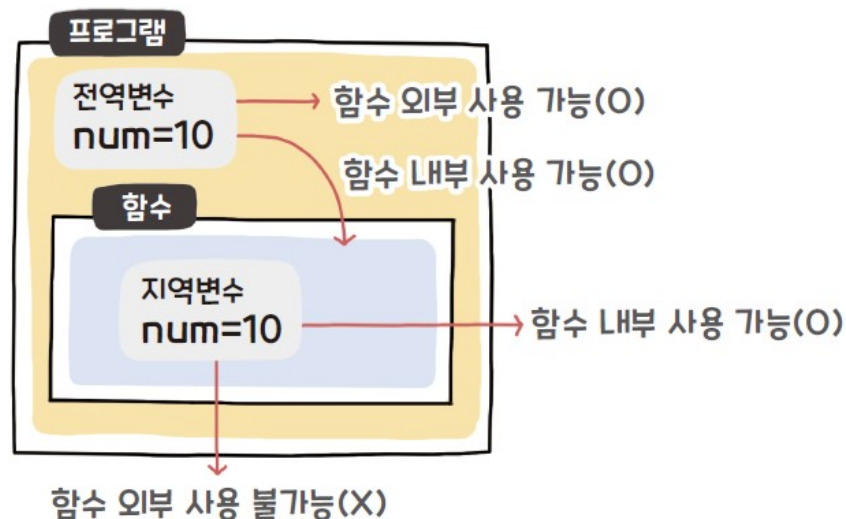 프로그램
전역변수
num=10
함수 외부 사용 가능(O)
함수 내부 사용 가능(O)
함수
지역변수
num=10
함수 내부 사용 가능(O)
함수 외부 사용 불가능(X)